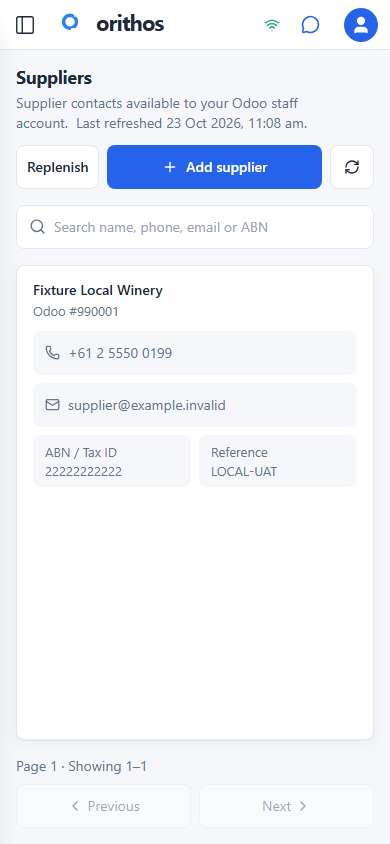 orithos
Suppliers
Supplier contacts available to your Odoo staff
account. Last refreshed 23 Oct 2026, 11:08 am.
Replenish
Add supplier
Search name, phone, email or ABN
Fixture Local Winery
Odoo #990001
+61 2 5550 0199
supplier@example.invalid
ABN / Tax ID
22222222222
Reference
LOCAL-UAT
Page 1 · Showing 1–1
Previous
Next